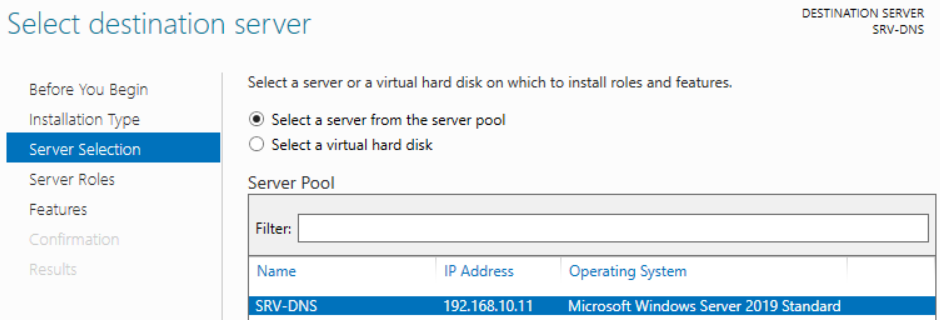 Select destination server
DESTINATION SERVER
SRV-DNS
Before You Begin
Installation Type
Server Selection
Server Roles
Features
Confirmation
Results
Select a server or a virtual hard disk on which to install roles and features.
Select a server from the server pool
Select a virtual hard disk
Server Pool
Filter:
Name IP Address Operating System
SRV-DNS 192.168.10.11 Microsoft Windows Server 2019 Standard